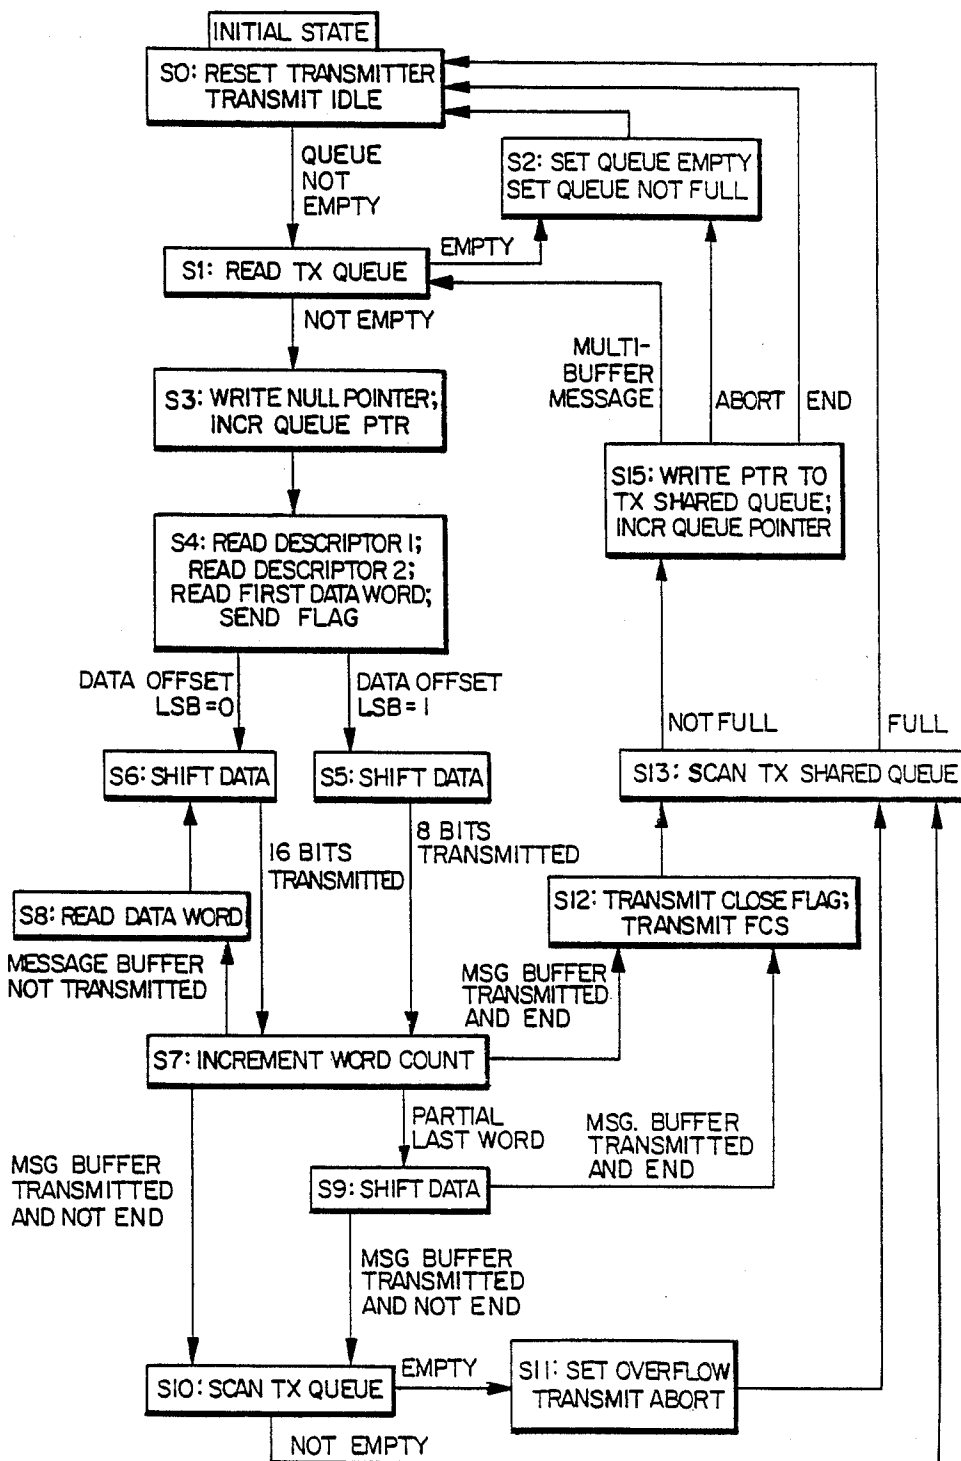 INITIAL STATE
S0: RESET TRANSMITTER
TRANSMIT IDLE
QUEUE
NOT
EMPTY
S2: SET QUEUE EMPTY
SET QUEUE NOT FULL
EMPTY
S1: READ TX QUEUE
NOT EMPTY
MULTI-
BUFFER
MESSAGE
ABORT
END
S3: WRITE NULL POINTER;
INCR QUEUE PTR
S15: WRITE PTR TO
TX SHARED QUEUE;
INCR QUEUE POINTER
S4: READ DESCRIPTOR 1;
READ DESCRIPTOR 2;
READ FIRST DATA WORD;
SEND FLAG
DATA OFFSET
LSB=0
DATA OFFSET
LSB=1
NOT FULL
FULL
S6: SHIFT DATA
S5: SHIFT DATA
S13: SCAN TX SHARED QUEUE
16 BITS
TRANSMITTED
8 BITS
TRANSMITTED
S8: READ DATA WORD
S12: TRANSMIT CLOSE FLAG;
TRANSMIT FCS
MESSAGE BUFFER
NOT TRANSMITTED
MSG BUFFER
TRANSMITTED
AND END
S7: INCREMENT WORD COUNT
PARTIAL
LAST WORD
MSG. BUFFER
TRANSMITTED
AND END
MSG BUFFER
TRANSMITTED
AND NOT END
S9: SHIFT DATA
MSG BUFFER
TRANSMITTED
AND NOT END
S10: SCAN TX QUEUE
EMPTY
S11: SET OVERFLOW
TRANSMIT ABORT
NOT EMPTY